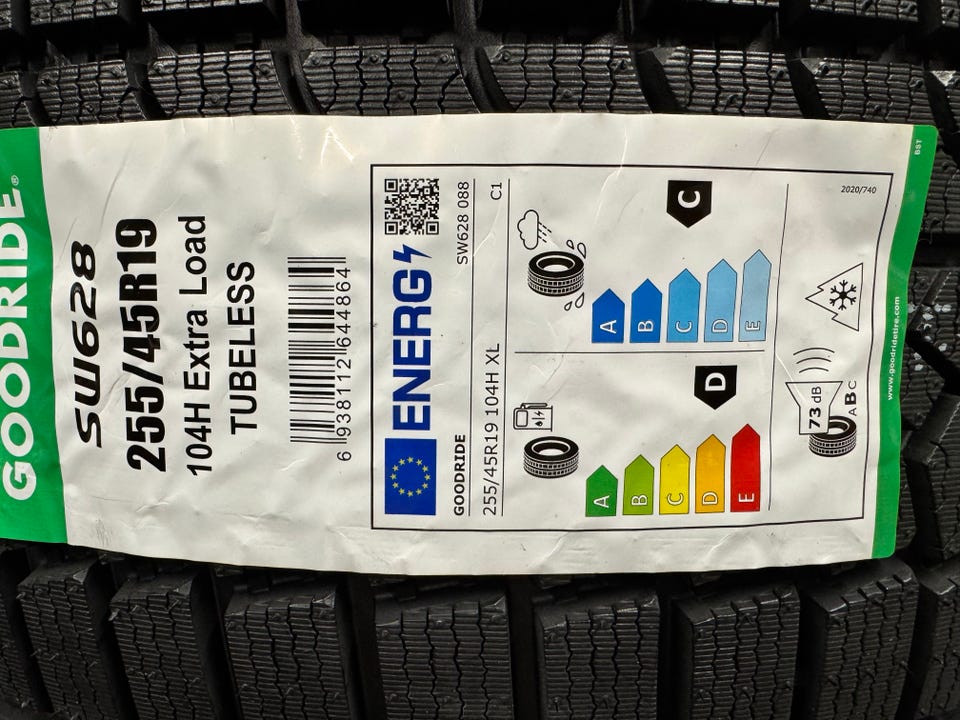 GOODRIDE®
SW628
255/45R19
104H Extra Load
TUBELESS
6 938112 644864
ENERG
GOODRIDE
SW628 088
255/45R19 104H XL
C1
D
A
B
C
D
E
C
A
B
C
D
E
73 dB
ABC
2020/740
www.goodridetire.com
BST